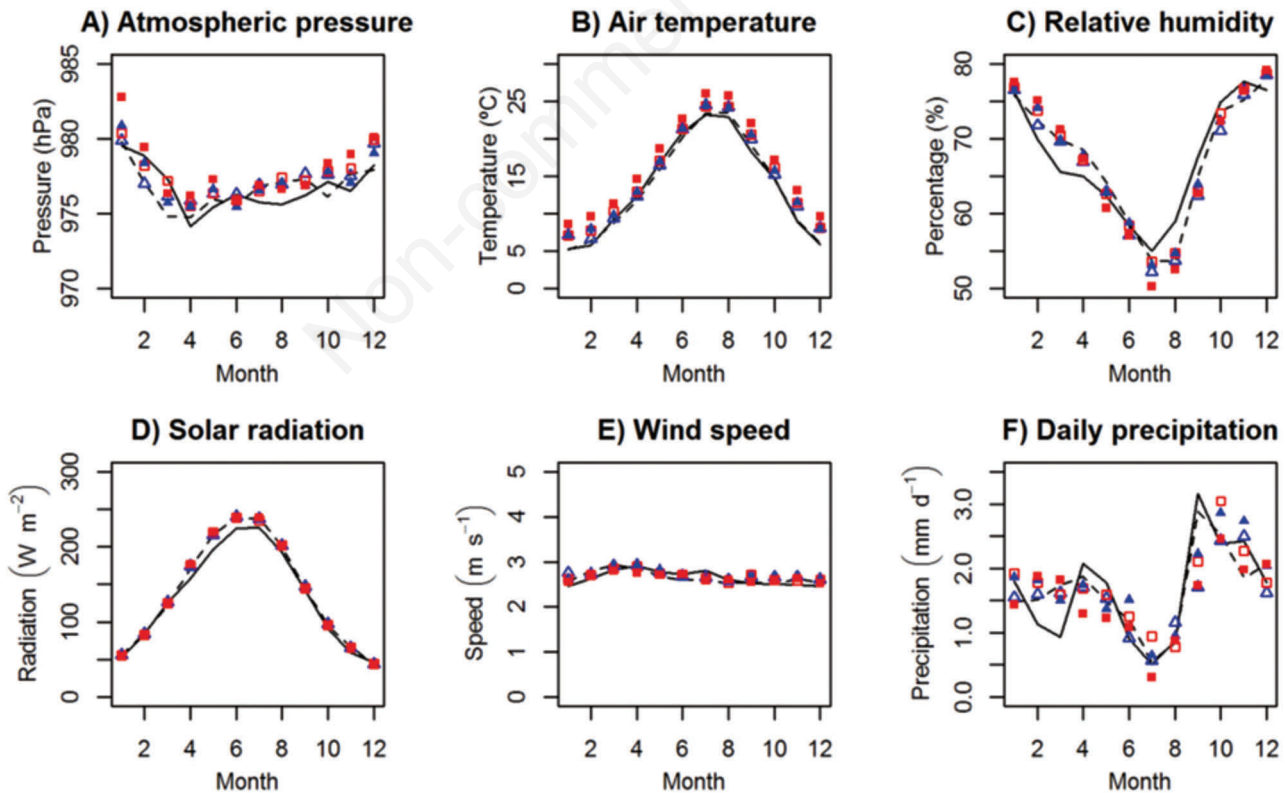 A) Atmospheric pressure
B) Air temperature
C) Relative humidity
Pressure (hPa)
985
980
975
970
2 4 6 8 10 12
Month
Temperature (ºC)
25
15
5
0
2 4 6 8 10 12
Month
Percentage (%)
80
70
60
50
2 4 6 8 10 12
Month
Non-comme
D) Solar radiation
E) Wind speed
F) Daily precipitation
Radiation (W m⁻²)
300
200
100
0
2 4 6 8 10 12
Month
Speed (m s⁻¹)
5
4
3
2
1
0
2 4 6 8 10 12
Month
Precipitation (mm d⁻¹)
3.0
2.0
1.0
0.0
2 4 6 8 10 12
Month